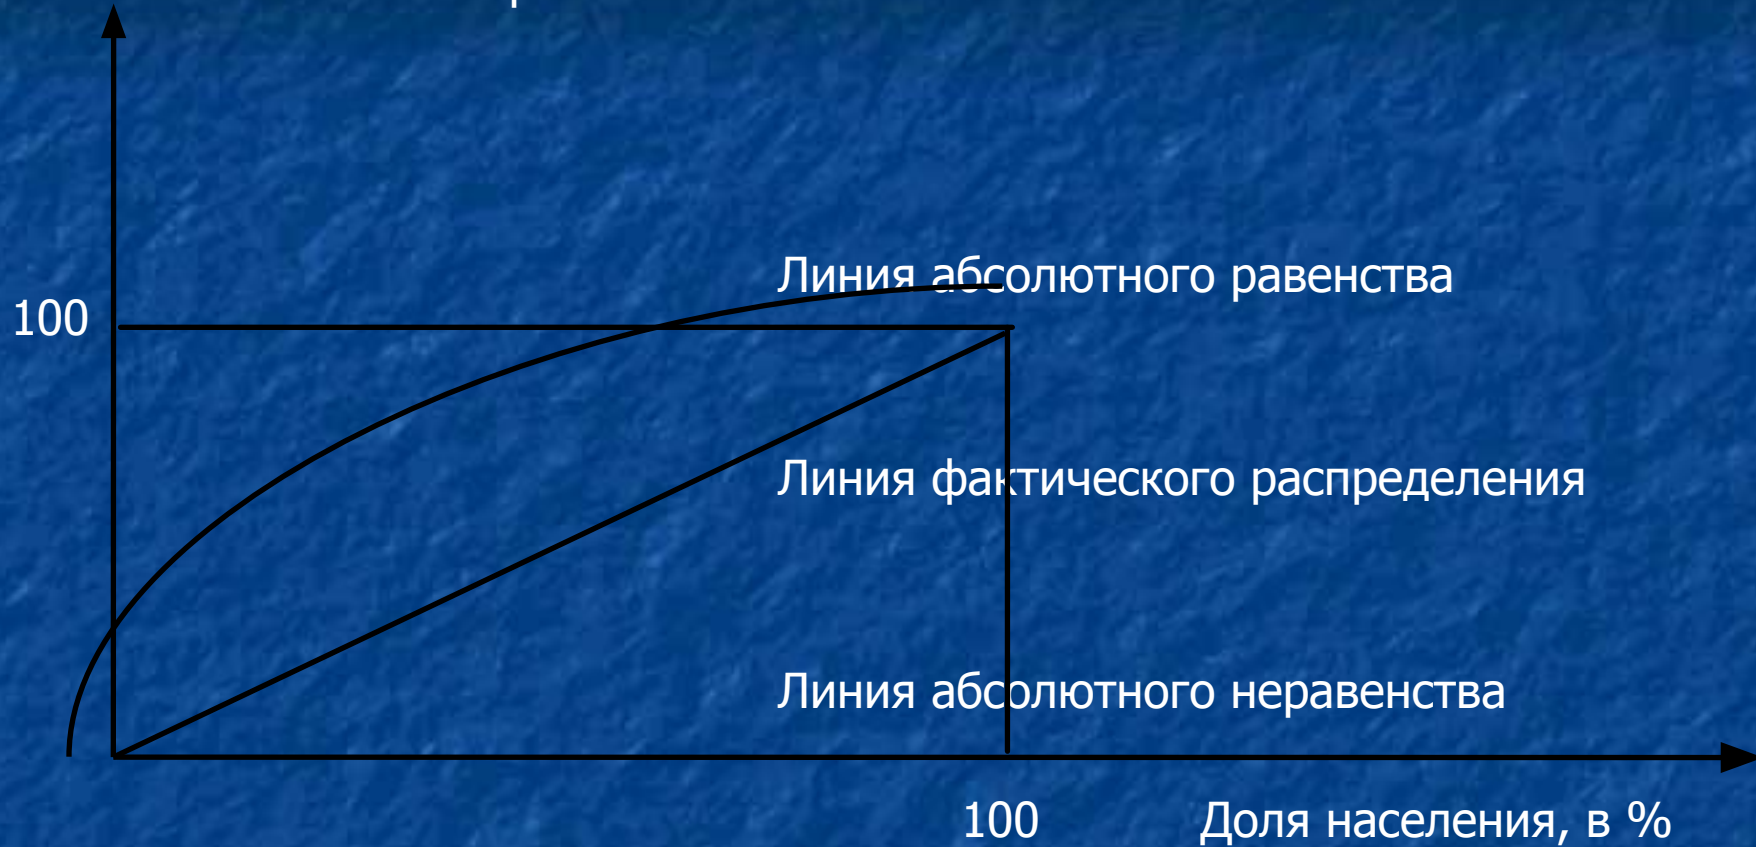 Линия абсолютного равенства
100
Линия фактического распределения
Линия абсолютного неравенства
100
Доля населения, в %